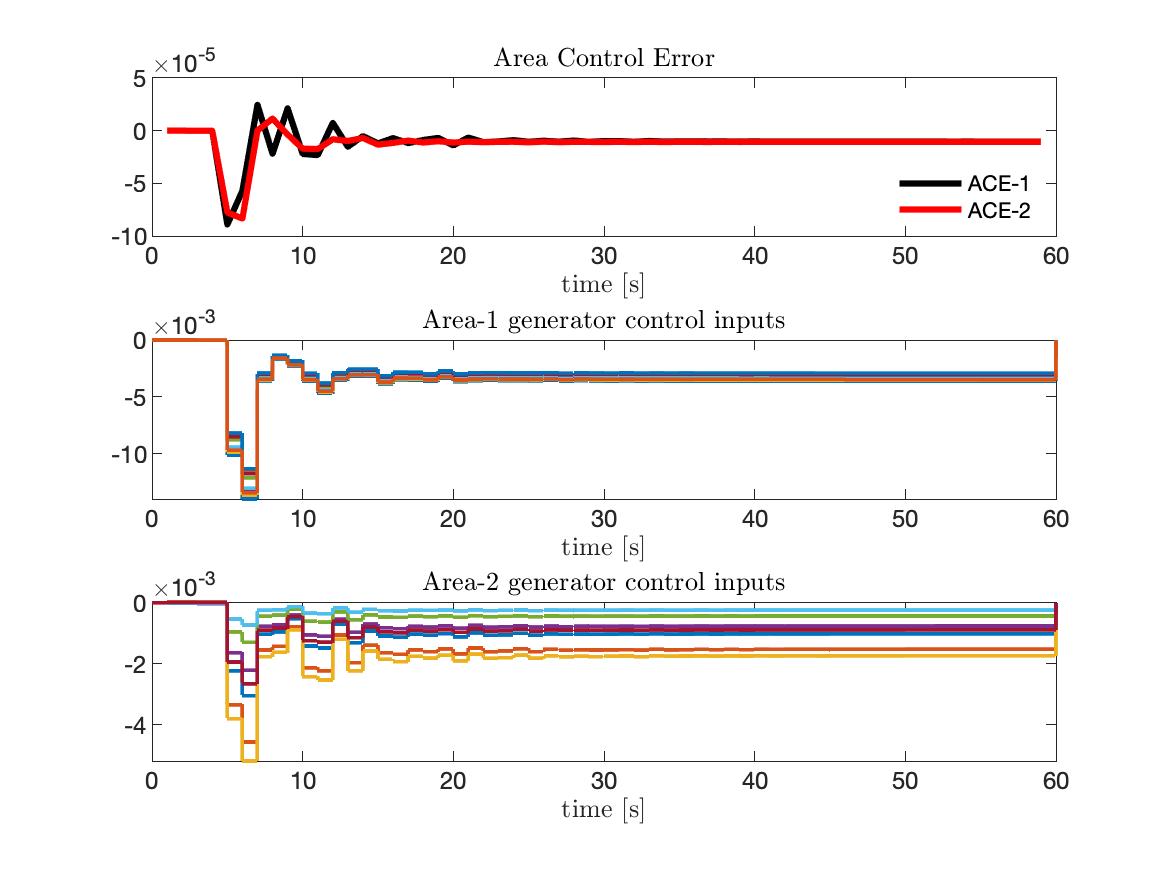 ×10-5
Area Control Error
5
0
-5
-10
ACE-1
ACE-2
0 10 20 30 40 50 60
time [s]
×10-3
Area-1 generator control inputs
0
-5
-10
0 10 20 30 40 50 60
time [s]
×10-3
Area-2 generator control inputs
0
-2
-4
0 10 20 30 40 50 60
time [s]